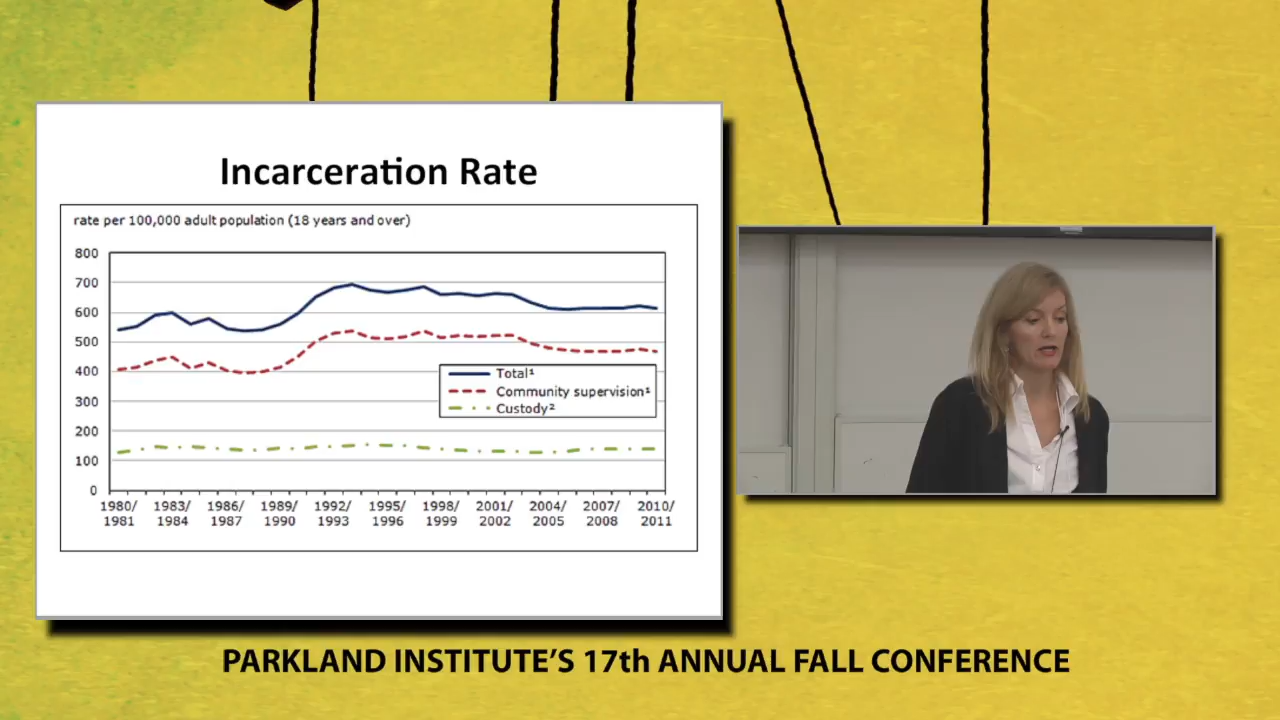 Incarceration Rate
rate per 100,000 adult population (18 years and over)
800
700
600
500
400
300
200
100
0
Total¹
Community supervision¹
Custody²
1980/ 1983/ 1986/ 1989/ 1992/ 1995/ 1998/ 2001/ 2004/ 2007/ 2010/
1981 1984 1987 1990 1993 1996 1999 2002 2005 2008 2011
PARKLAND INSTITUTE'S 17th ANNUAL FALL CONFERENCE